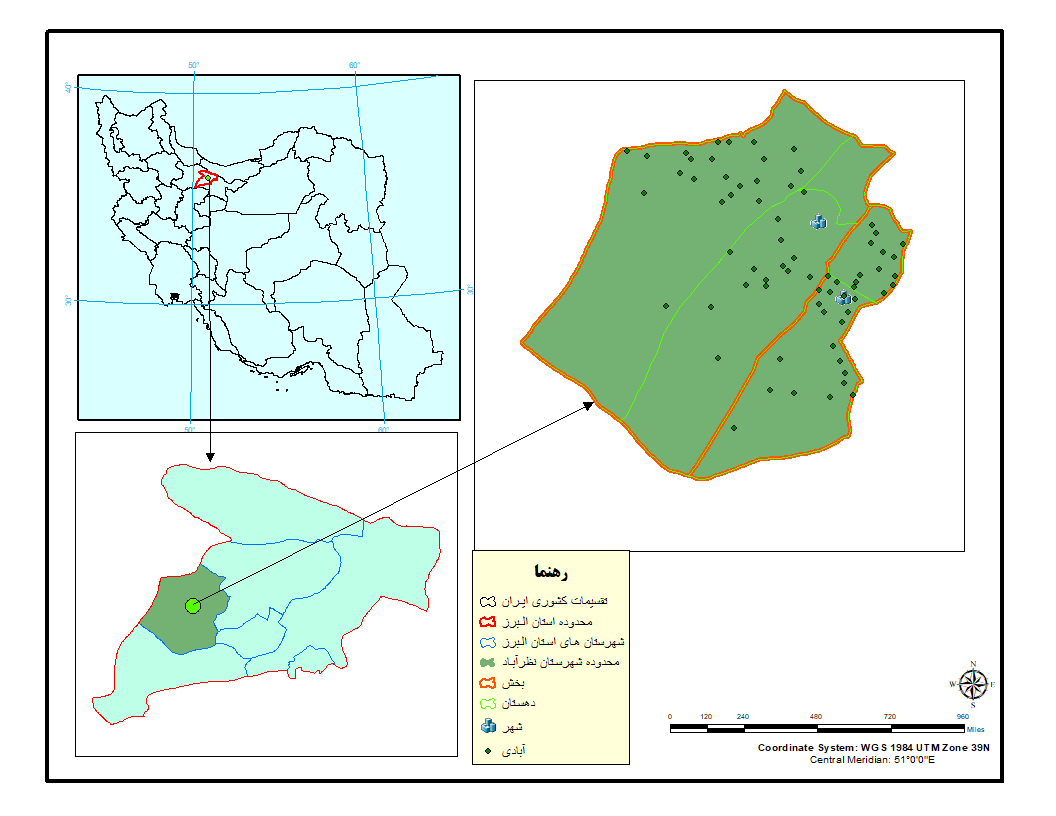 50°
60°
40°
30°
30°
50°
60°
رهنما
تقسیمات کشوری ایران
محدوده استان البرز
شهرستان های استان البرز
محدوده شهرستان نظرآباد
بخش
دهستان
شهر
آبادی
N
W
E
S
0 120 240 480 720 960
Miles
Coordinate System: WGS 1984 UTM Zone 39N
Central Meridian: 51°0'0"E